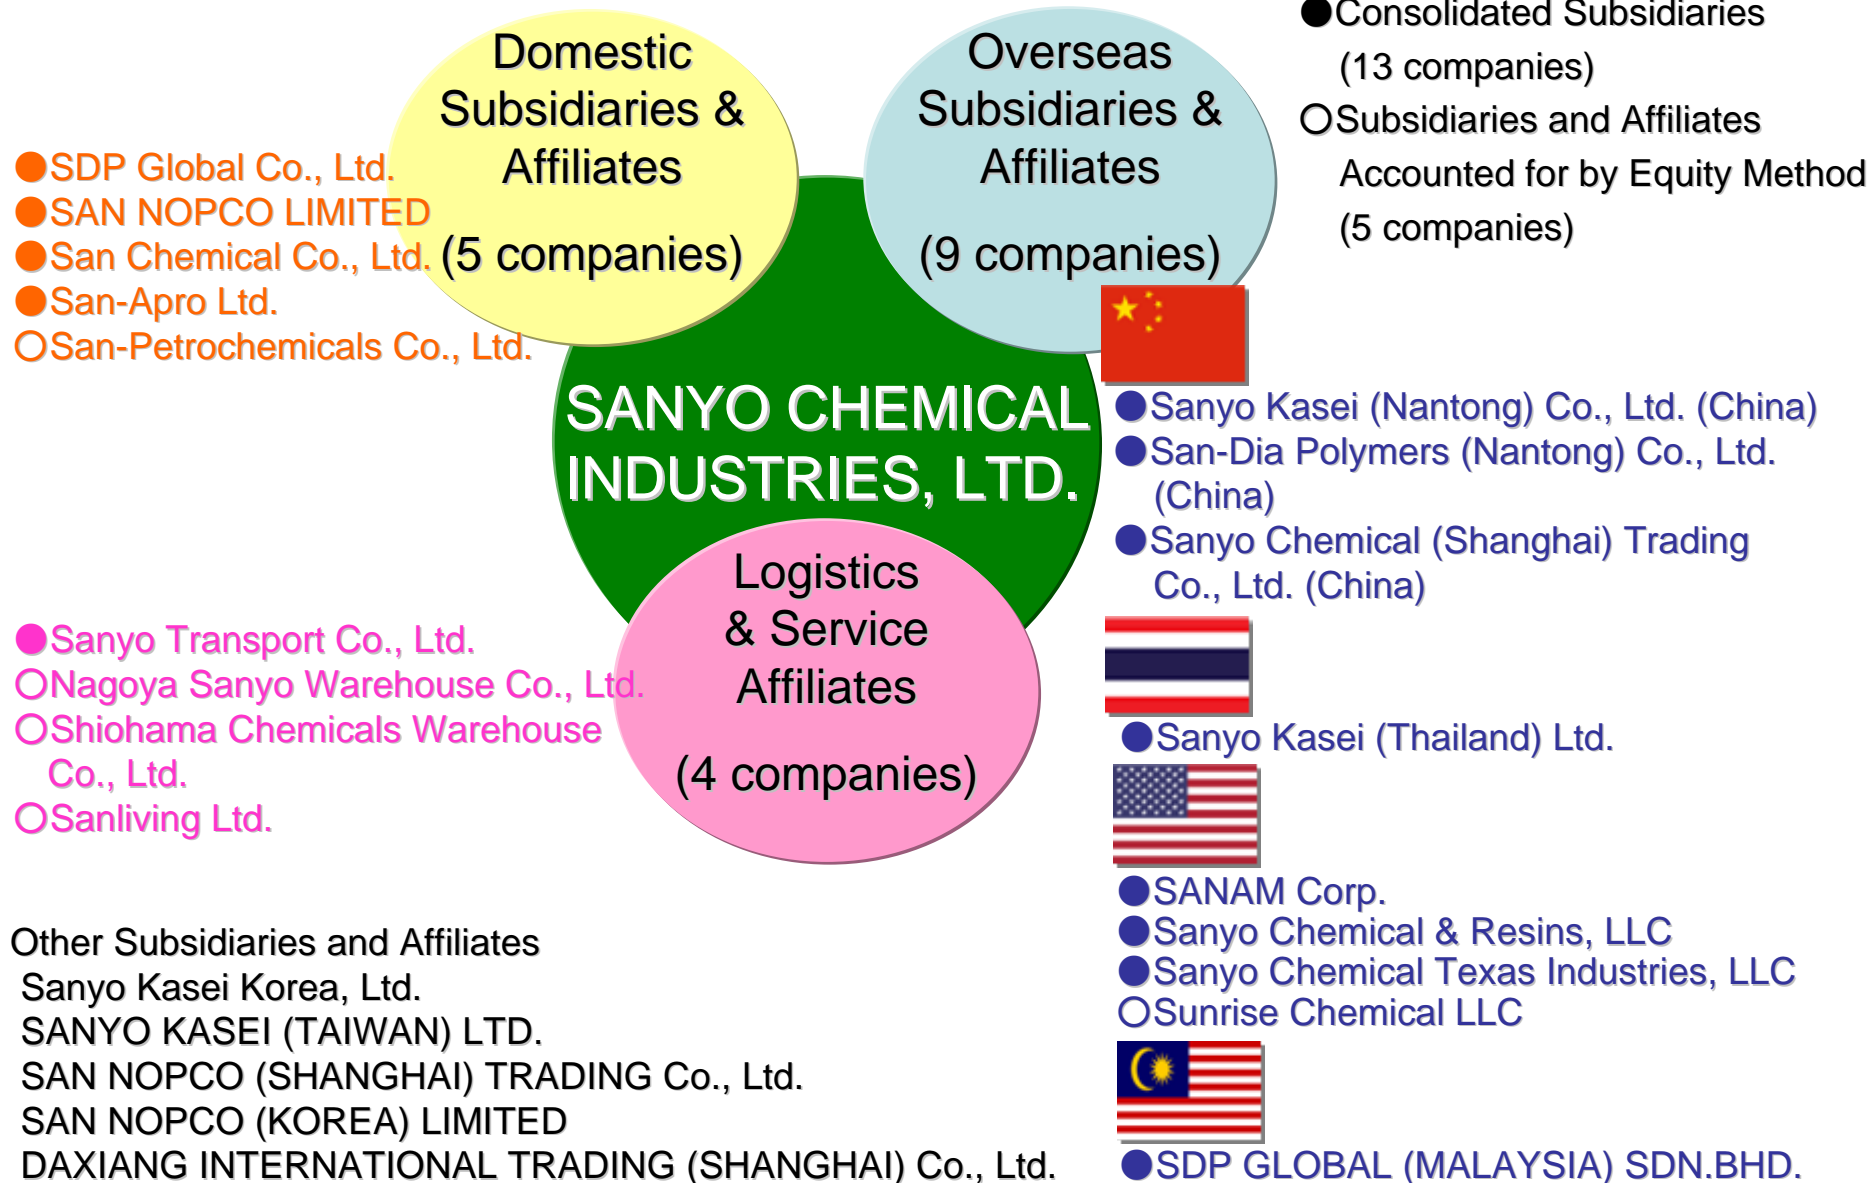 Domestic
Subsidiaries &
Affiliates
(5 companies)
Overseas
Subsidiaries &
Affiliates
(9 companies)
●Consolidated Subsidiaries
(13 companies)
○Subsidiaries and Affiliates
Accounted for by Equity Method
(5 companies)
●SDP Global Co., Ltd.
●SAN NOPCO LIMITED
●San Chemical Co., Ltd.
●San-Apro Ltd.
○San-Petrochemicals Co., Ltd.
SANYO CHEMICAL
INDUSTRIES, LTD.
●Sanyo Kasei (Nantong) Co., Ltd. (China)
●San-Dia Polymers (Nantong) Co., Ltd.
(China)
●Sanyo Chemical (Shanghai) Trading
Co., Ltd. (China)
Logistics
& Service
Affiliates
(4 companies)
●Sanyo Transport Co., Ltd.
○Nagoya Sanyo Warehouse Co., Ltd.
○Shiohama Chemicals Warehouse
Co., Ltd.
○Sanliving Ltd.
●Sanyo Kasei (Thailand) Ltd.
●SANAM Corp.
●Sanyo Chemical & Resins, LLC
●Sanyo Chemical Texas Industries, LLC
○Sunrise Chemical LLC
●SDP GLOBAL (MALAYSIA) SDN.BHD.
Other Subsidiaries and Affiliates
Sanyo Kasei Korea, Ltd.
SANYO KASEI (TAIWAN) LTD.
SAN NOPCO (SHANGHAI) TRADING Co., Ltd.
SAN NOPCO (KOREA) LIMITED
DAXIANG INTERNATIONAL TRADING (SHANGHAI) Co., Ltd.